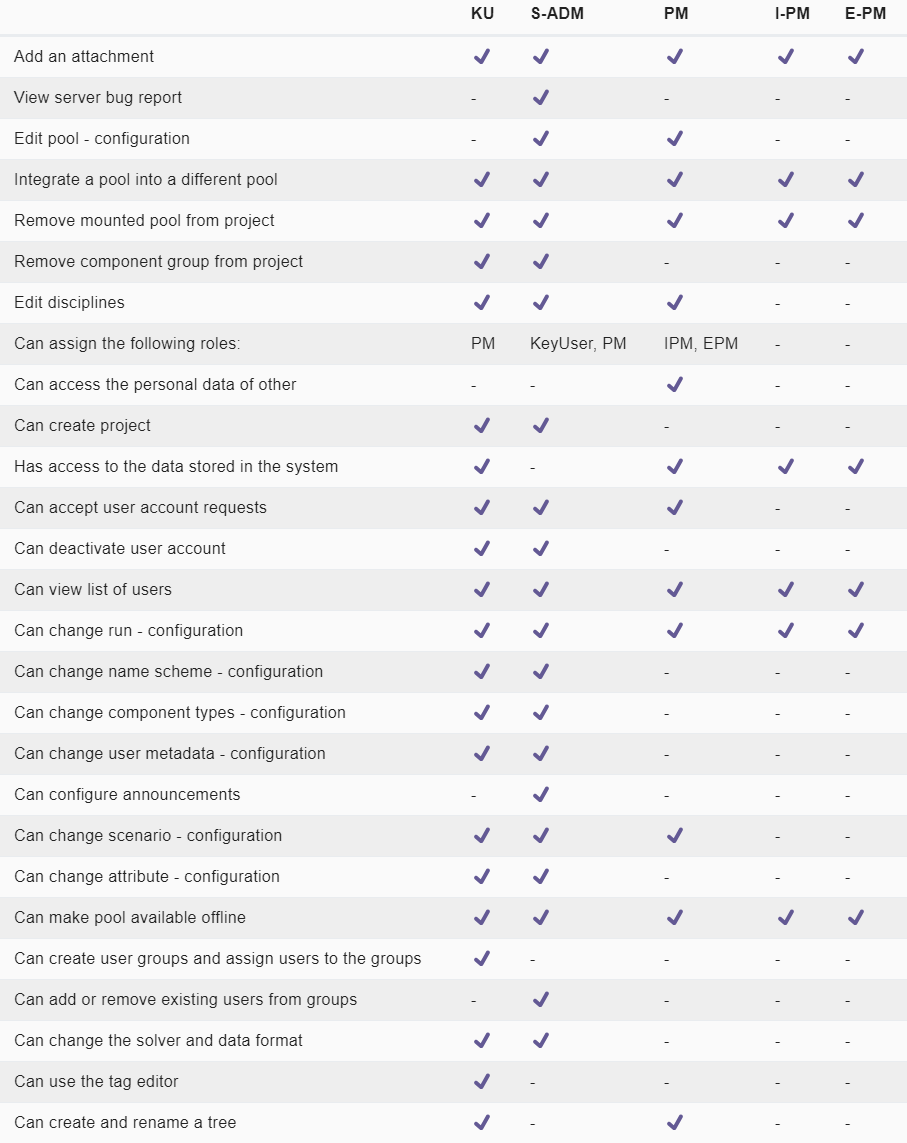 KU S-ADM PM I-PM E-PM
Add an attachment ✔ ✔ ✔ ✔ ✔
View server bug report - ✔ - - -
Edit pool - configuration - ✔ ✔ - -
Integrate a pool into a different pool ✔ ✔ ✔ ✔ ✔
Remove mounted pool from project ✔ ✔ ✔ ✔ ✔
Remove component group from project ✔ ✔ - - -
Edit disciplines ✔ ✔ ✔ - -
Can assign the following roles: PM KeyUser, PM IPM, EPM - -
Can access the personal data of other - - ✔ - -
Can create project ✔ ✔ - - -
Has access to the data stored in the system ✔ - ✔ ✔ ✔
Can accept user account requests ✔ ✔ ✔ - -
Can deactivate user account ✔ ✔ - - -
Can view list of users ✔ ✔ ✔ ✔ ✔
Can change run - configuration ✔ ✔ ✔ ✔ ✔
Can change name scheme - configuration ✔ ✔ - - -
Can change component types - configuration ✔ ✔ - - -
Can change user metadata - configuration ✔ ✔ - - -
Can configure announcements - ✔ - - -
Can change scenario - configuration ✔ ✔ ✔ - -
Can change attribute - configuration ✔ ✔ - - -
Can make pool available offline ✔ ✔ ✔ ✔ ✔
Can create user groups and assign users to the groups ✔ - - - -
Can add or remove existing users from groups - ✔ - - -
Can change the solver and data format ✔ ✔ - - -
Can use the tag editor ✔ - - - -
Can create and rename a tree ✔ - ✔ - -